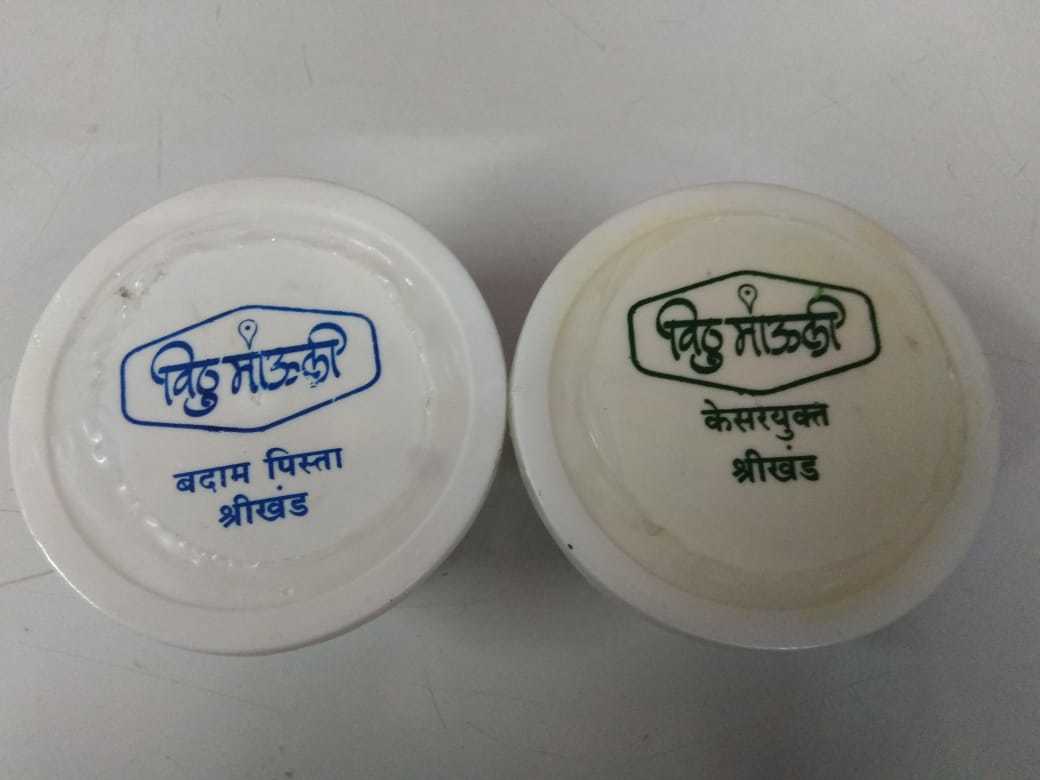 विठु माऊली
बदाम पिस्ता
श्रीखंड
विठु माऊली
केसरयुक्त
श्रीखंड